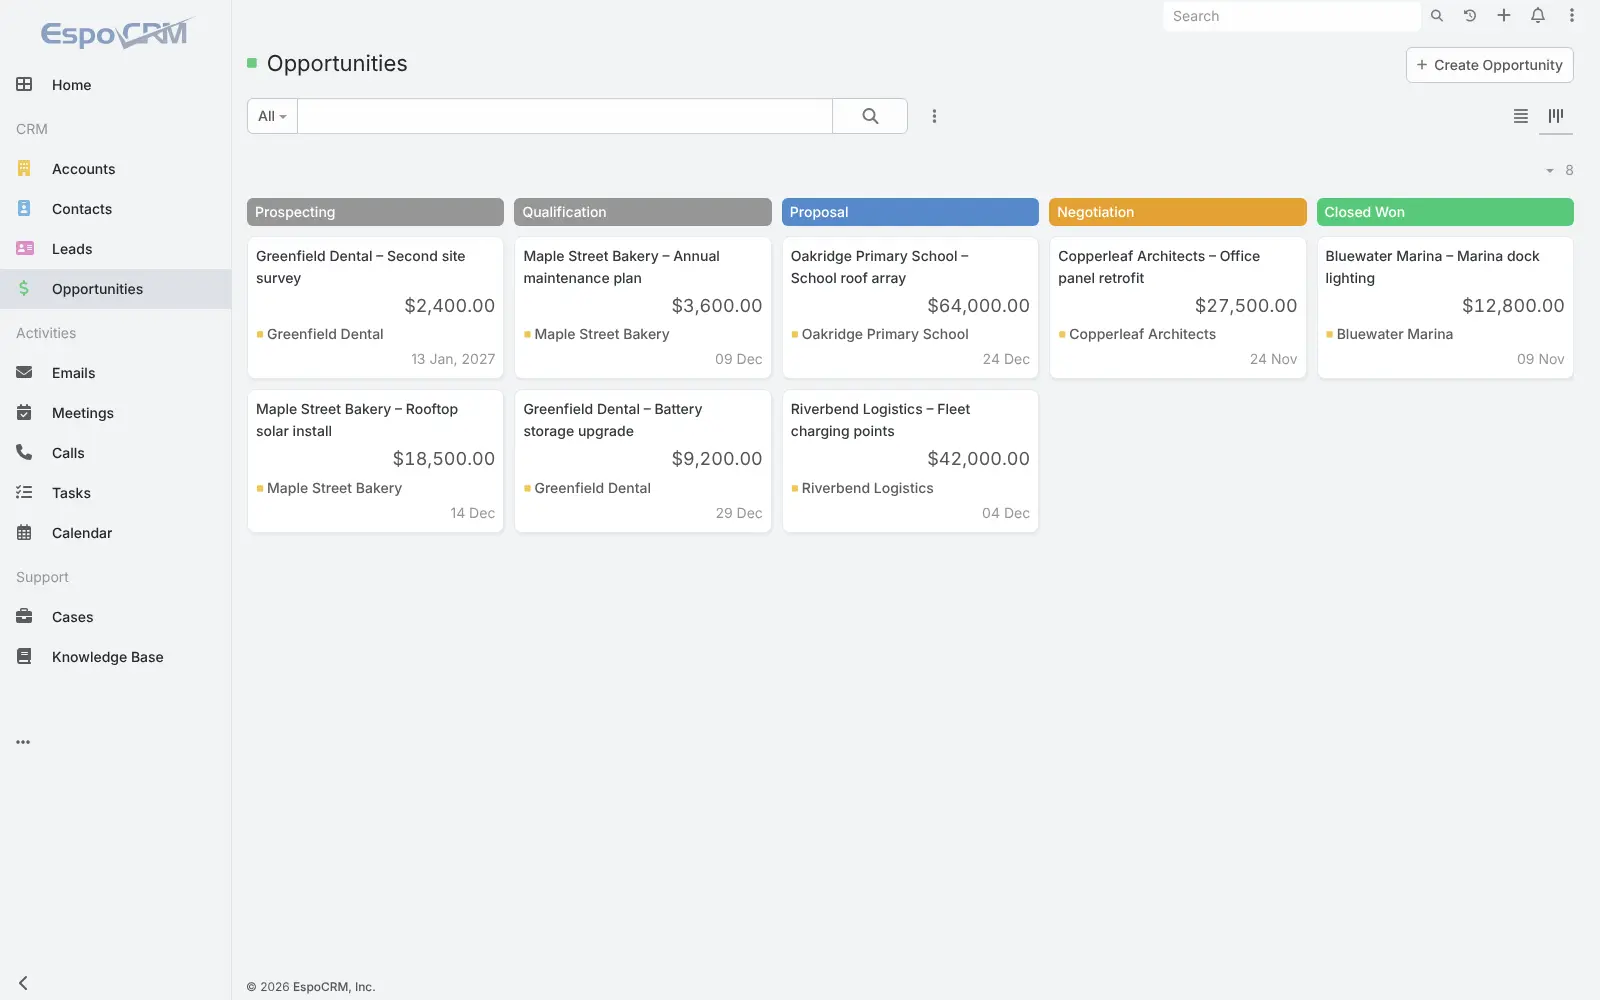 EspoCRM
Search
Home
CRM
Accounts
Contacts
Leads
Opportunities
Activities
Emails
Meetings
Calls
Tasks
Calendar
Support
Cases
Knowledge Base
Opportunities
+ Create Opportunity
All
8
Prospecting
Greenfield Dental – Second site
survey
$2,400.00
Greenfield Dental
13 Jan, 2027
Maple Street Bakery – Rooftop
solar install
$18,500.00
Maple Street Bakery
14 Dec
Qualification
Maple Street Bakery – Annual
maintenance plan
$3,600.00
Maple Street Bakery
09 Dec
Greenfield Dental – Battery
storage upgrade
$9,200.00
Greenfield Dental
29 Dec
Proposal
Oakridge Primary School –
School roof array
$64,000.00
Oakridge Primary School
24 Dec
Riverbend Logistics – Fleet
charging points
$42,000.00
Riverbend Logistics
04 Dec
Negotiation
Copperleaf Architects – Office
panel retrofit
$27,500.00
Copperleaf Architects
24 Nov
Closed Won
Bluewater Marina – Marina dock
lighting
$12,800.00
Bluewater Marina
09 Nov
© 2026 EspoCRM, Inc.